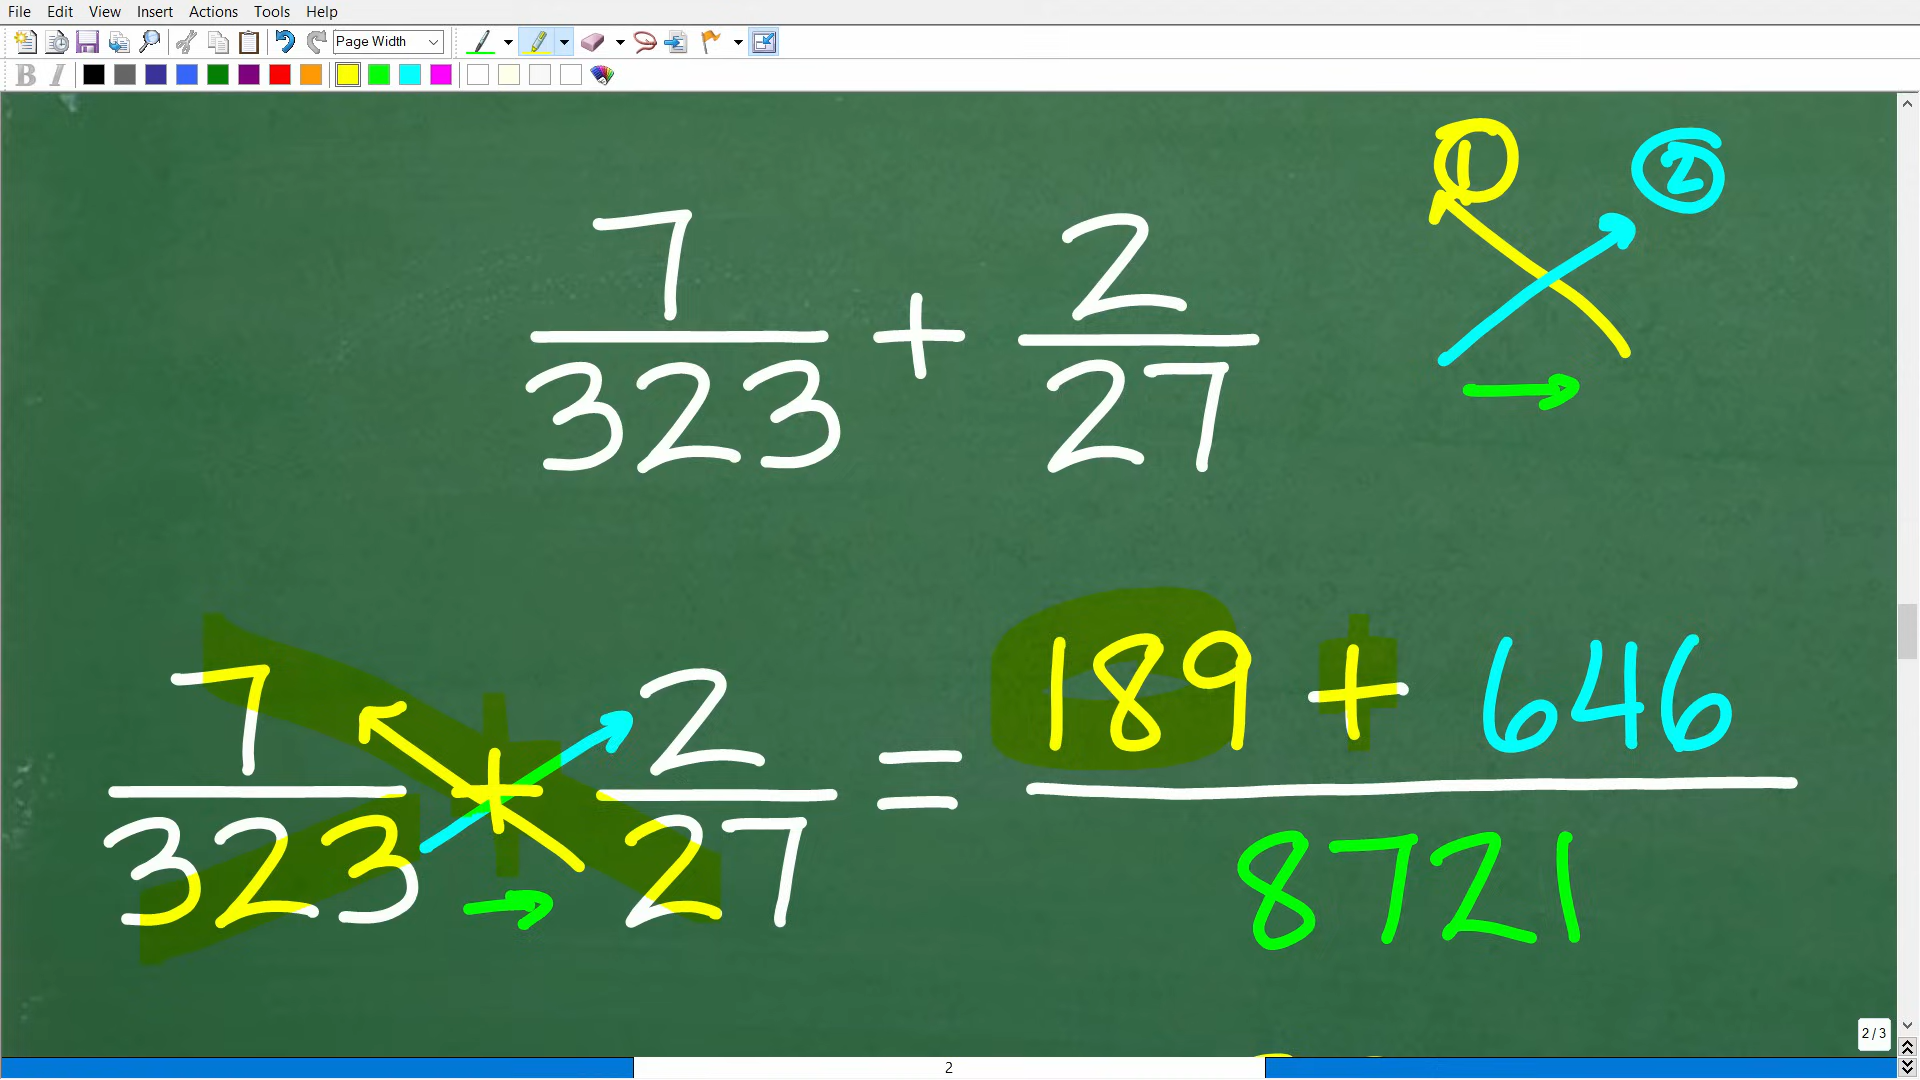 File Edit View Insert Actions Tools Help
Page Width
B I
① ②
7/323 + 2/27
7/323 + 2/27 = 189 + 646/8721
2 / 3
2